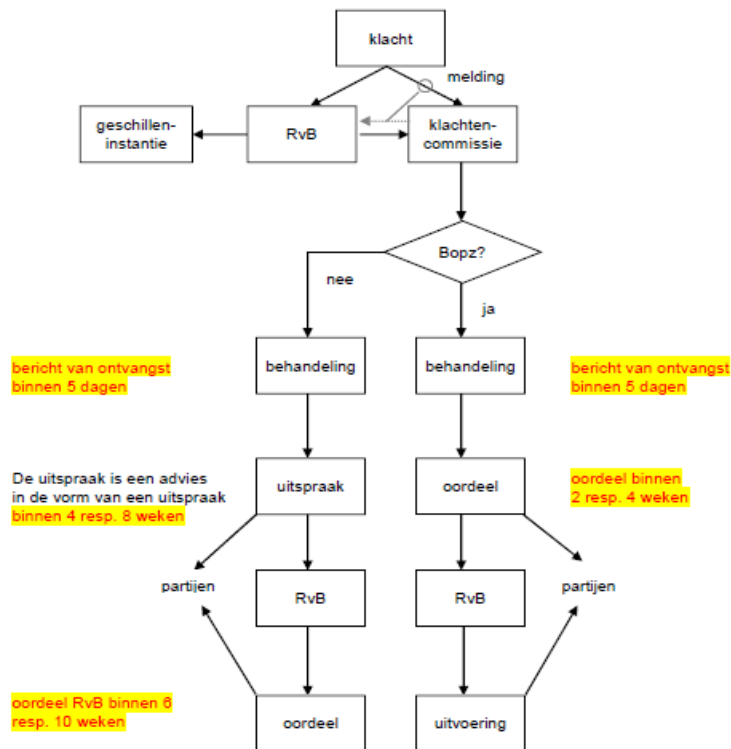 klacht
melding
geschillen-
instantie
RvB
klachten-
commissie
Bopz?
nee
ja
bericht van ontvangst
binnen 5 dagen
behandeling
behandeling
bericht van ontvangst
binnen 5 dagen
De uitspraak is een advies
in de vorm van een uitspraak
binnen 4 resp. 8 weken
uitspraak
oordeel
oordeel binnen
2 resp. 4 weken
partijen
RvB
RvB
partijen
oordeel RvB binnen 6
resp. 10 weken
oordeel
uitvoering